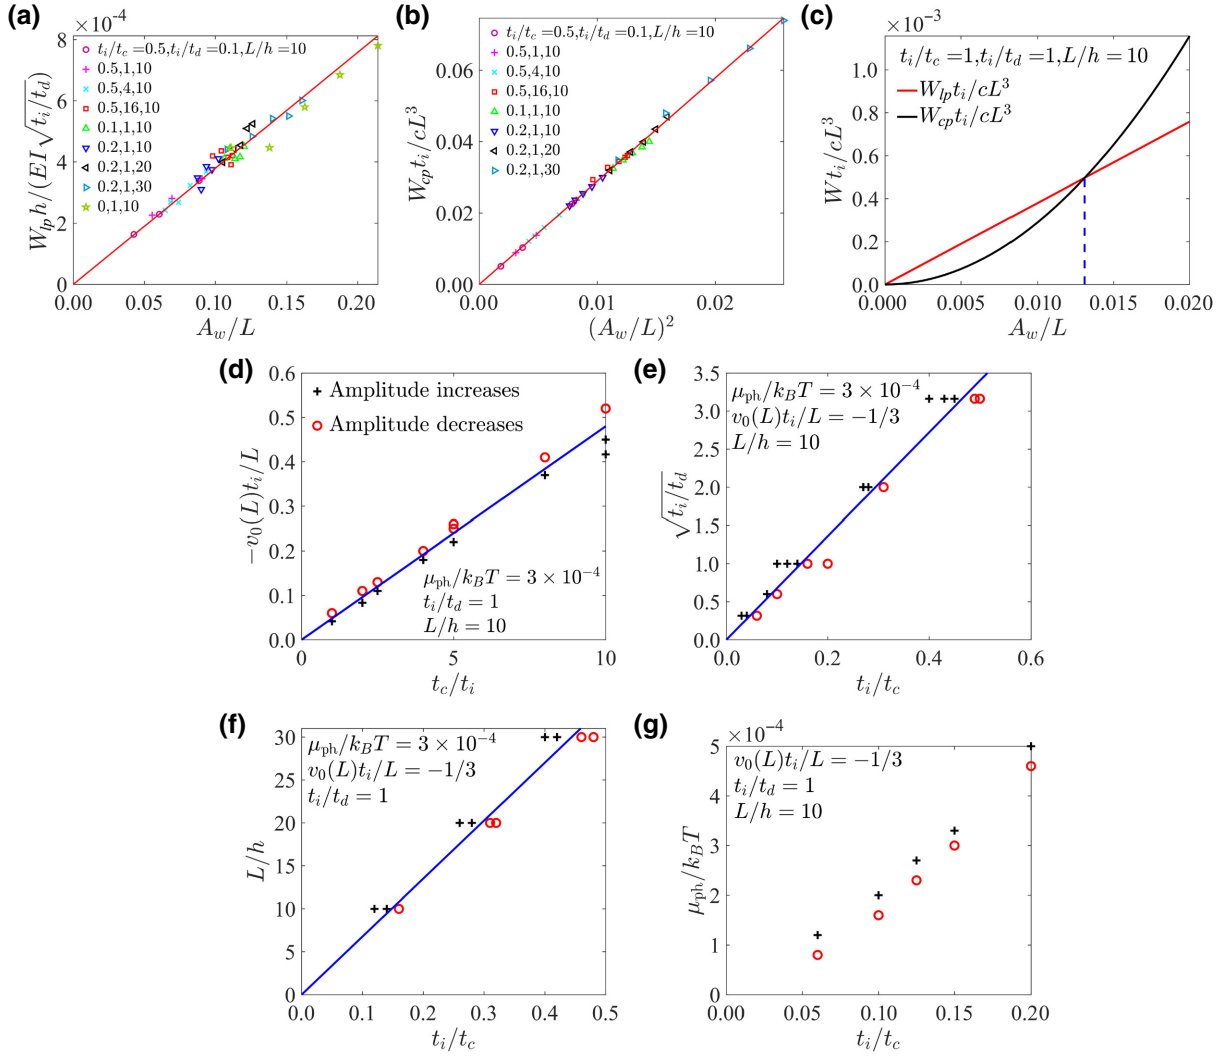 (a)
×10⁻⁴
8
6
4
2
0
W_lp h/(EI√(t_i/t_d))
t_i/t_c =0.5,t_i/t_d =0.1,L/h =10
0.5,1,10
0.5,4,10
0.5,16,10
0.1,1,10
0.2,1,10
0.2,1,20
0.2,1,30
0,1,10
0.00 0.05 0.10 0.15 0.20
A_w/L
(b)
0.06
0.04
0.02
0.00
W_cp t_i/cL³
t_i/t_c =0.5,t_i/t_d =0.1,L/h =10
0.5,1,10
0.5,4,10
0.5,16,10
0.1,1,10
0.2,1,10
0.2,1,20
0.2,1,30
0.00 0.01 0.02
(A_w/L)²
(c)
×10⁻³
1.0
0.8
0.6
0.4
0.2
0.0
Wt_i/cL³
t_i/t_c =1,t_i/t_d =1,L/h = 10
W_lp t_i/cL³
W_cp t_i/cL³
0.000 0.005 0.010 0.015 0.020
A_w/L
(d)
0.6
0.5
0.4
0.3
0.2
0.1
0.0
−v₀(L)t_i/L
Amplitude increases
Amplitude decreases
μ_ph/k_BT = 3 × 10⁻⁴
t_i/t_d = 1
L/h = 10
0 5 10
t_c/t_i
(e)
3.5
3.0
2.5
2.0
1.5
1.0
0.5
0.0
√(t_i/t_d)
μ_ph/k_BT = 3 × 10⁻⁴
v₀(L)t_i/L = −1/3
L/h = 10
0.0 0.2 0.4 0.6
t_i/t_c
(f)
30
25
20
15
10
5
0
L/h
μ_ph/k_BT = 3 × 10⁻⁴
v₀(L)t_i/L = −1/3
t_i/t_d = 1
0.0 0.1 0.2 0.3 0.4 0.5
t_i/t_c
(g)
×10⁻⁴
5
4
3
2
1
0
μ_ph/k_BT
v₀(L)t_i/L = −1/3
t_i/t_d = 1
L/h = 10
0.00 0.05 0.10 0.15 0.20
t_i/t_c